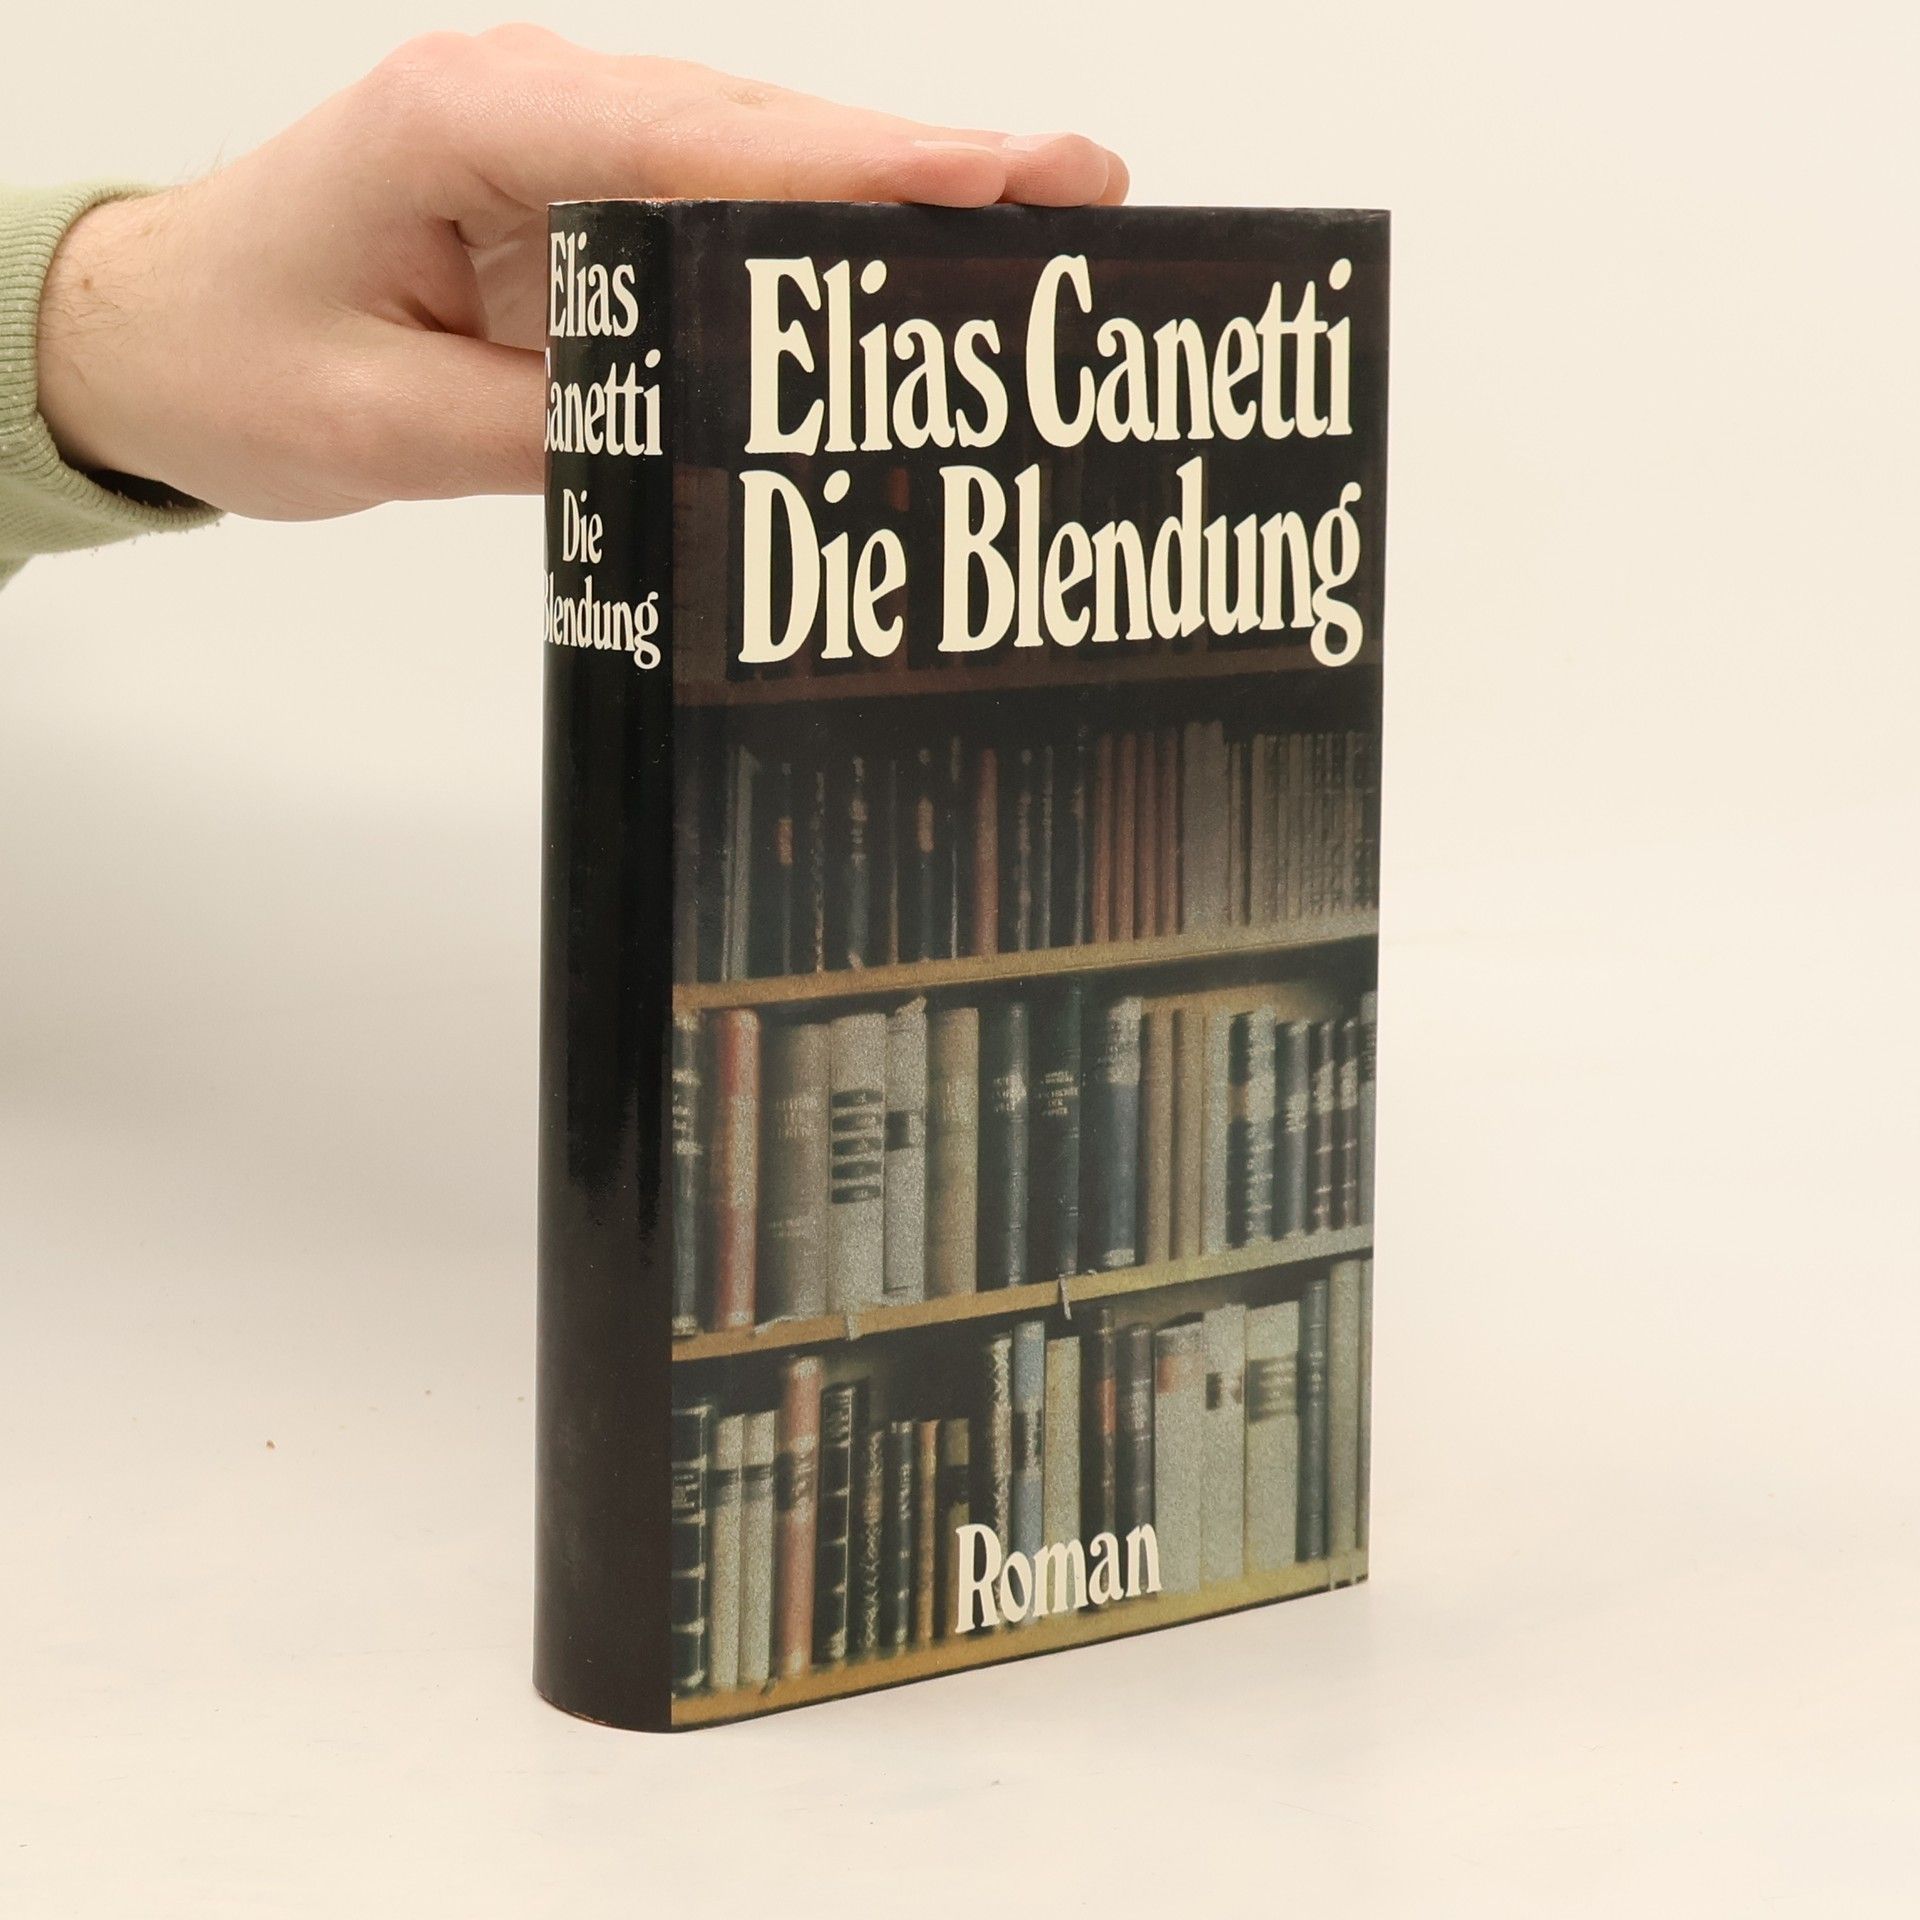 Elias
Canetti
Die
Blendung
Elias Canetti
Die Blendung
Roman